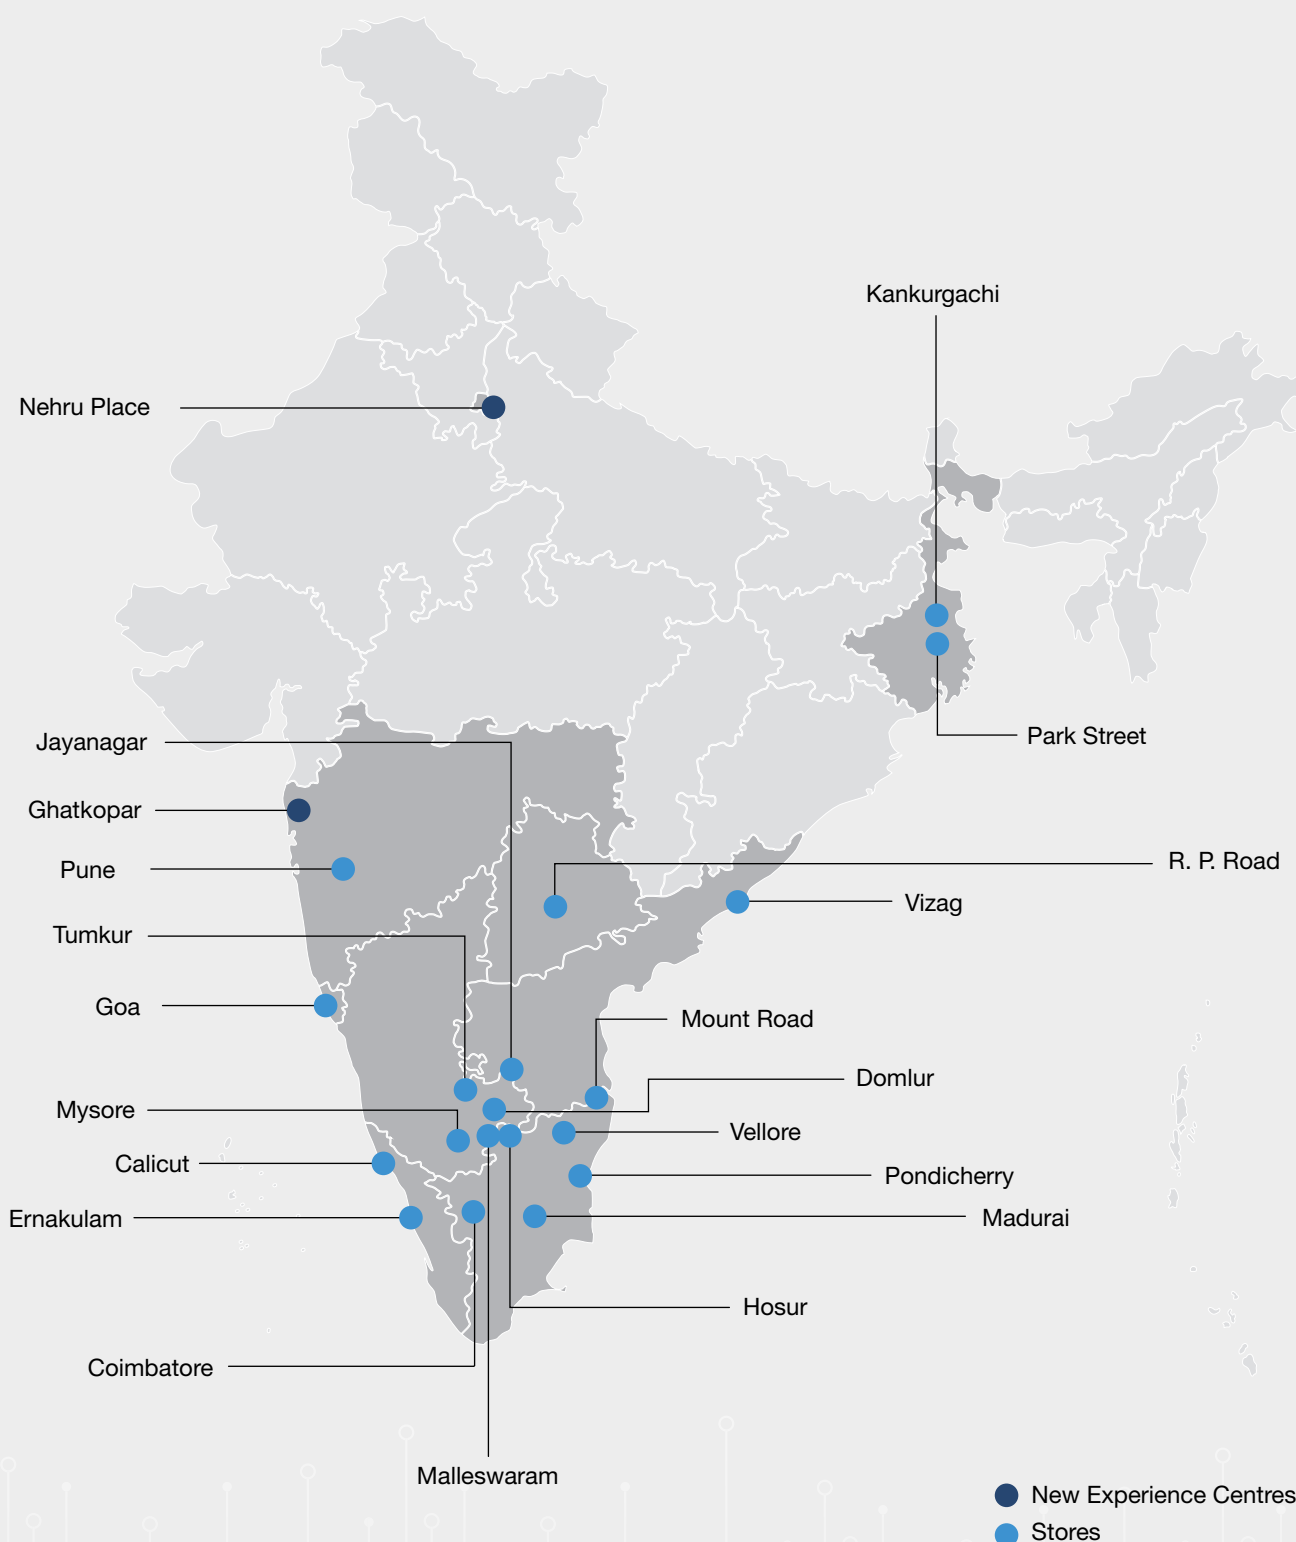 Kankurgachi
Nehru Place
Park Street
Jayanagar
Ghatkopar
R. P. Road
Pune
Vizag
Tumkur
Goa
Mount Road
Domlur
Mysore
Vellore
Calicut
Pondicherry
Ernakulam
Madurai
Hosur
Coimbatore
Malleswaram
New Experience Centres
Stores